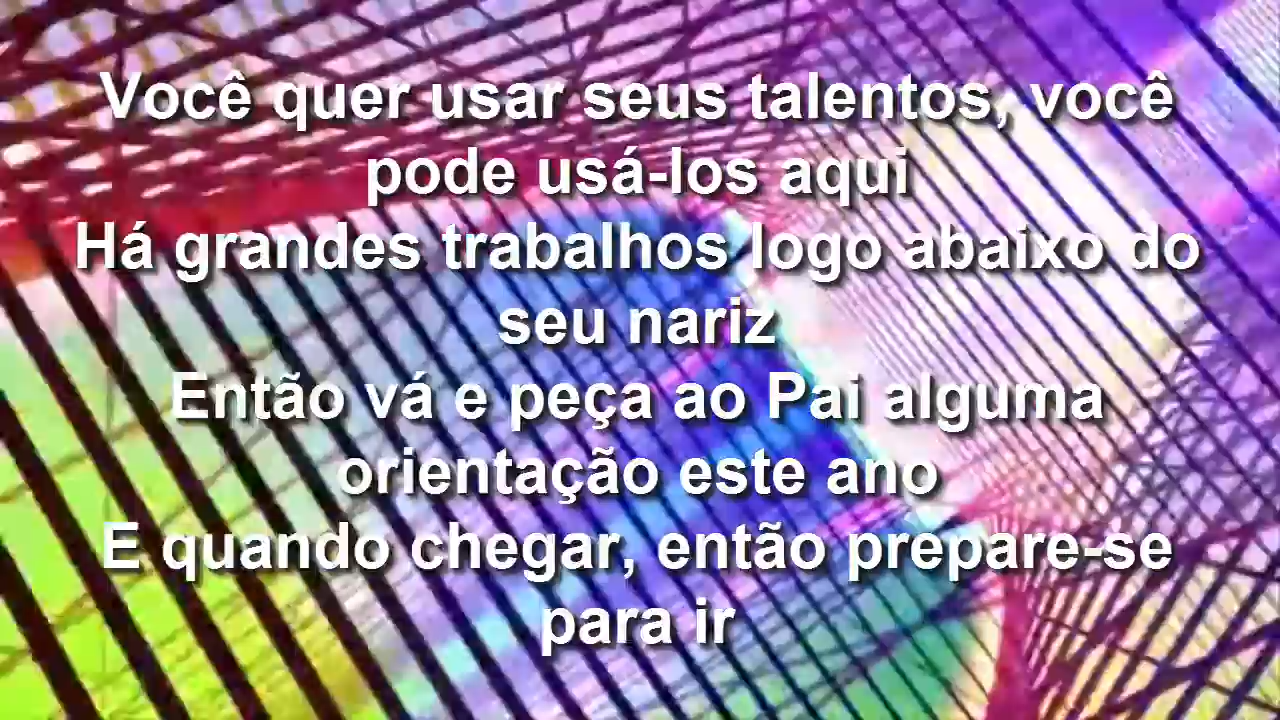 Você quer usar seus talentos, você
pode usá-los aqui
Há grandes trabalhos logo abaixo do
seu nariz
Então vá e peça ao Pai alguma
orientação este ano
E quando chegar, então prepare-se
para ir